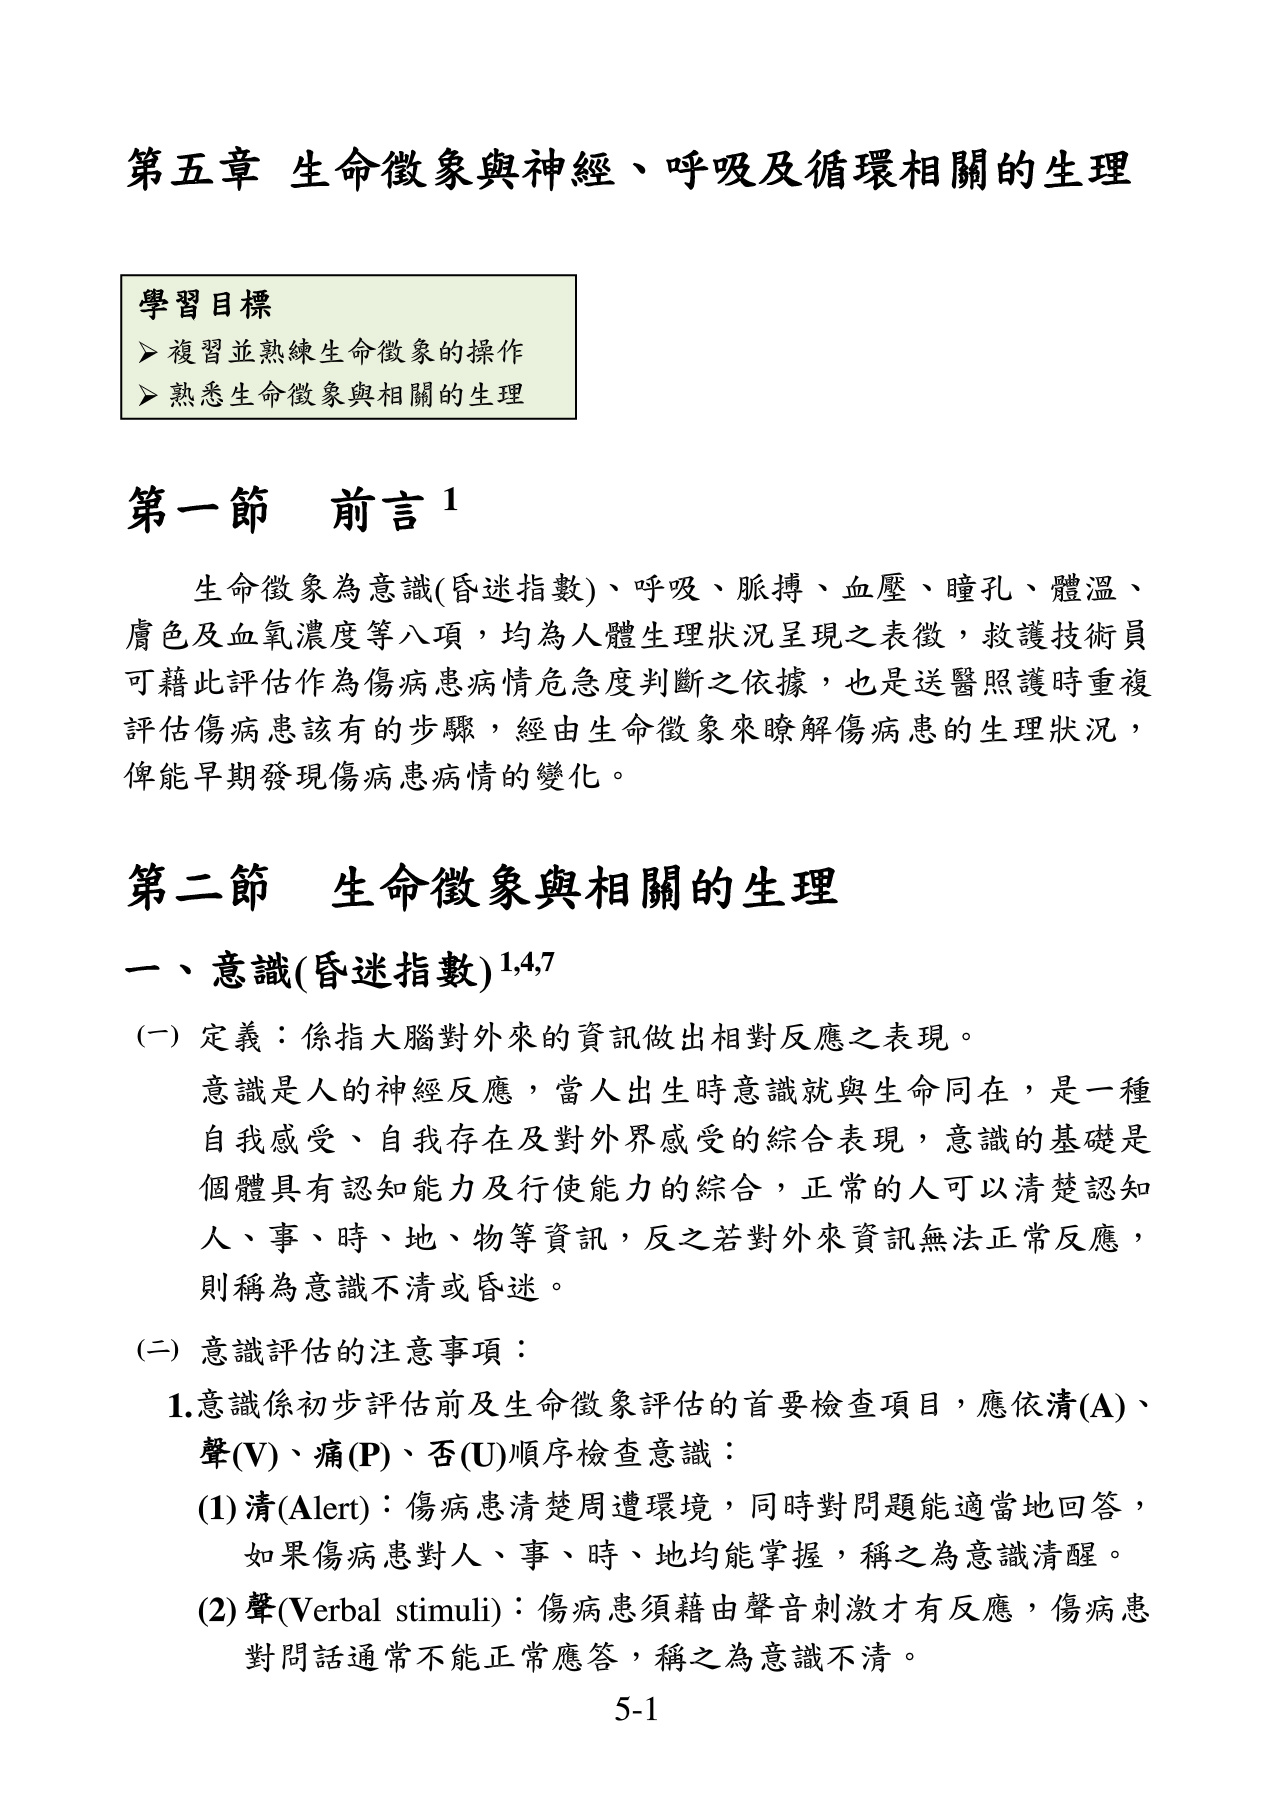 第五章 生命徵象與神經、呼吸及循環相關的生理
學習目標
➢ 複習並熟練生命徵象的操作
➢ 熟悉生命徵象與相關的生理
第一節　前言 1
生命徵象為意識(昏迷指數)、呼吸、脈搏、血壓、瞳孔、體溫、
膚色及血氧濃度等八項，均為人體生理狀況呈現之表徵，救護技術員
可藉此評估作為傷病患病情危急度判斷之依據，也是送醫照護時重複
評估傷病患該有的步驟，經由生命徵象來瞭解傷病患的生理狀況，
俾能早期發現傷病患病情的變化。
第二節　生命徵象與相關的生理
一、意識(昏迷指數) 1,4,7
(一) 定義：係指大腦對外來的資訊做出相對反應之表現。
意識是人的神經反應，當人出生時意識就與生命同在，是一種
自我感受、自我存在及對外界感受的綜合表現，意識的基礎是
個體具有認知能力及行使能力的綜合，正常的人可以清楚認知
人、事、時、地、物等資訊，反之若對外來資訊無法正常反應，
則稱為意識不清或昏迷。
(二) 意識評估的注意事項：
1.意識係初步評估前及生命徵象評估的首要檢查項目，應依清(A)、
聲(V)、痛(P)、否(U)順序檢查意識：
(1) 清(Alert)：傷病患清楚周遭環境，同時對問題能適當地回答，
如果傷病患對人、事、時、地均能掌握，稱之為意識清醒。
(2) 聲(Verbal stimuli)：傷病患須藉由聲音刺激才有反應，傷病患
對問話通常不能正常應答，稱之為意識不清。
5-1